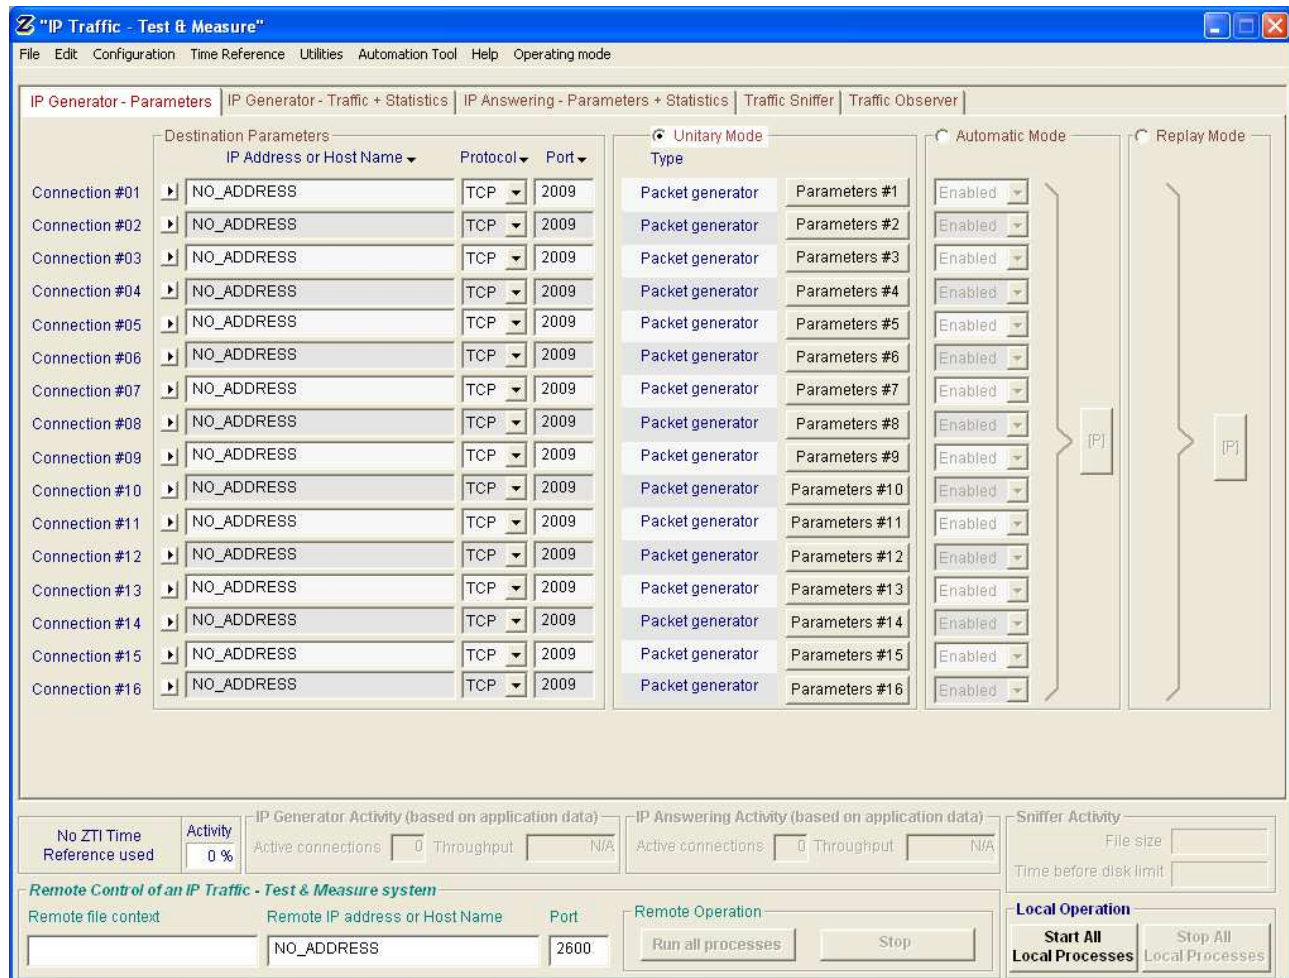 "IP Traffic - Test & Measure"
File Edit Configuration Time Reference Utilities Automation Tool Help Operating mode
IP Generator - Parameters IP Generator - Traffic + Statistics IP Answering - Parameters + Statistics Traffic Sniffer Traffic Observer
Destination Parameters Unitary Mode Automatic Mode Replay Mode
IP Address or Host Name Protocol Port Type
Connection #01 NO_ADDRESS TCP 2009 Packet generator Parameters #1 Enabled
Connection #02 NO_ADDRESS TCP 2009 Packet generator Parameters #2 Enabled
Connection #03 NO_ADDRESS TCP 2009 Packet generator Parameters #3 Enabled
Connection #04 NO_ADDRESS TCP 2009 Packet generator Parameters #4 Enabled
Connection #05 NO_ADDRESS TCP 2009 Packet generator Parameters #5 Enabled
Connection #06 NO_ADDRESS TCP 2009 Packet generator Parameters #6 Enabled
Connection #07 NO_ADDRESS TCP 2009 Packet generator Parameters #7 Enabled
Connection #08 NO_ADDRESS TCP 2009 Packet generator Parameters #8 Enabled
Connection #09 NO_ADDRESS TCP 2009 Packet generator Parameters #9 Enabled [P] [P]
Connection #10 NO_ADDRESS TCP 2009 Packet generator Parameters #10 Enabled
Connection #11 NO_ADDRESS TCP 2009 Packet generator Parameters #11 Enabled
Connection #12 NO_ADDRESS TCP 2009 Packet generator Parameters #12 Enabled
Connection #13 NO_ADDRESS TCP 2009 Packet generator Parameters #13 Enabled
Connection #14 NO_ADDRESS TCP 2009 Packet generator Parameters #14 Enabled
Connection #15 NO_ADDRESS TCP 2009 Packet generator Parameters #15 Enabled
Connection #16 NO_ADDRESS TCP 2009 Packet generator Parameters #16 Enabled
No ZTI Time
Reference used
Activity
0 %
IP Generator Activity (based on application data)
Active connections 0 Throughput N/A
IP Answering Activity (based on application data)
Active connections 0 Throughput N/A
Sniffer Activity
File size
Time before disk limit
Remote Control of an IP Traffic - Test & Measure system
Remote file context Remote IP address or Host Name Port
NO_ADDRESS 2600
Remote Operation
Run all processes Stop
Local Operation
Start All
Local Processes
Stop All
Local Processes